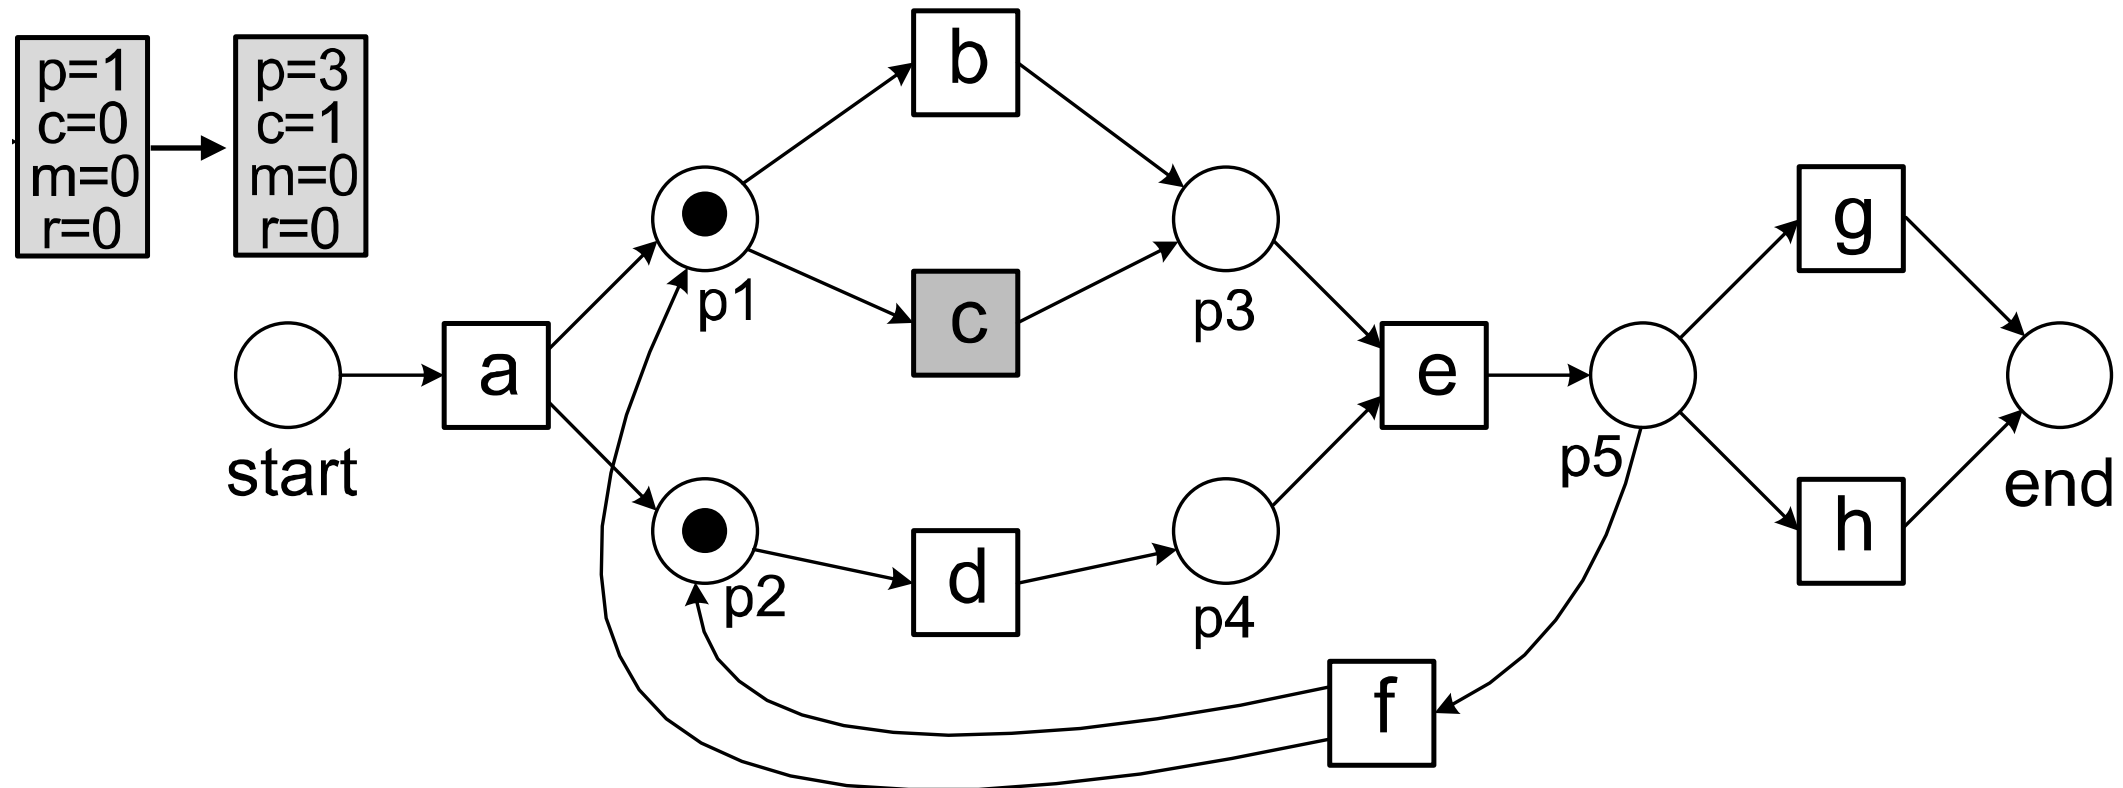 p=1
c=0
m=0
r=0
p=3
c=1
m=0
r=0
b
p1
c
p3
g
start
a
e
p5
end
p2
d
p4
h
f